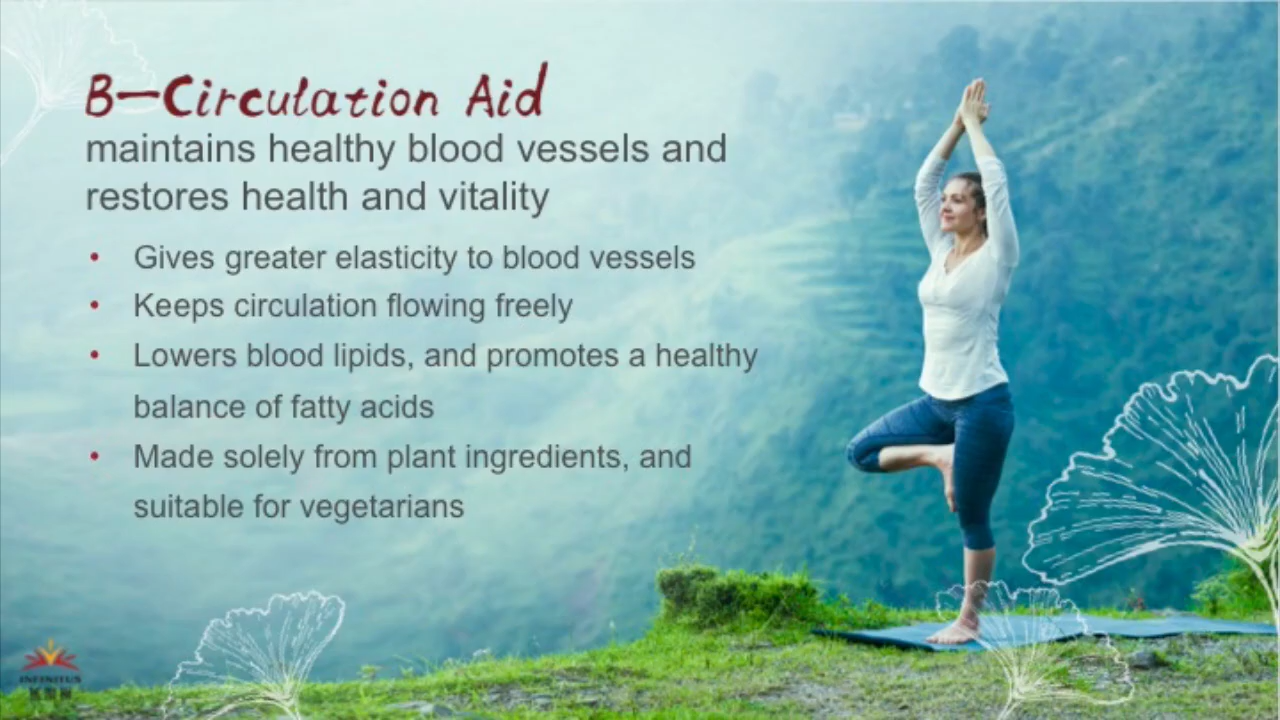 B—Circulation Aid
maintains healthy blood vessels and
restores health and vitality
• Gives greater elasticity to blood vessels
• Keeps circulation flowing freely
• Lowers blood lipids, and promotes a healthy
balance of fatty acids
• Made solely from plant ingredients, and
suitable for vegetarians
INFINITUS